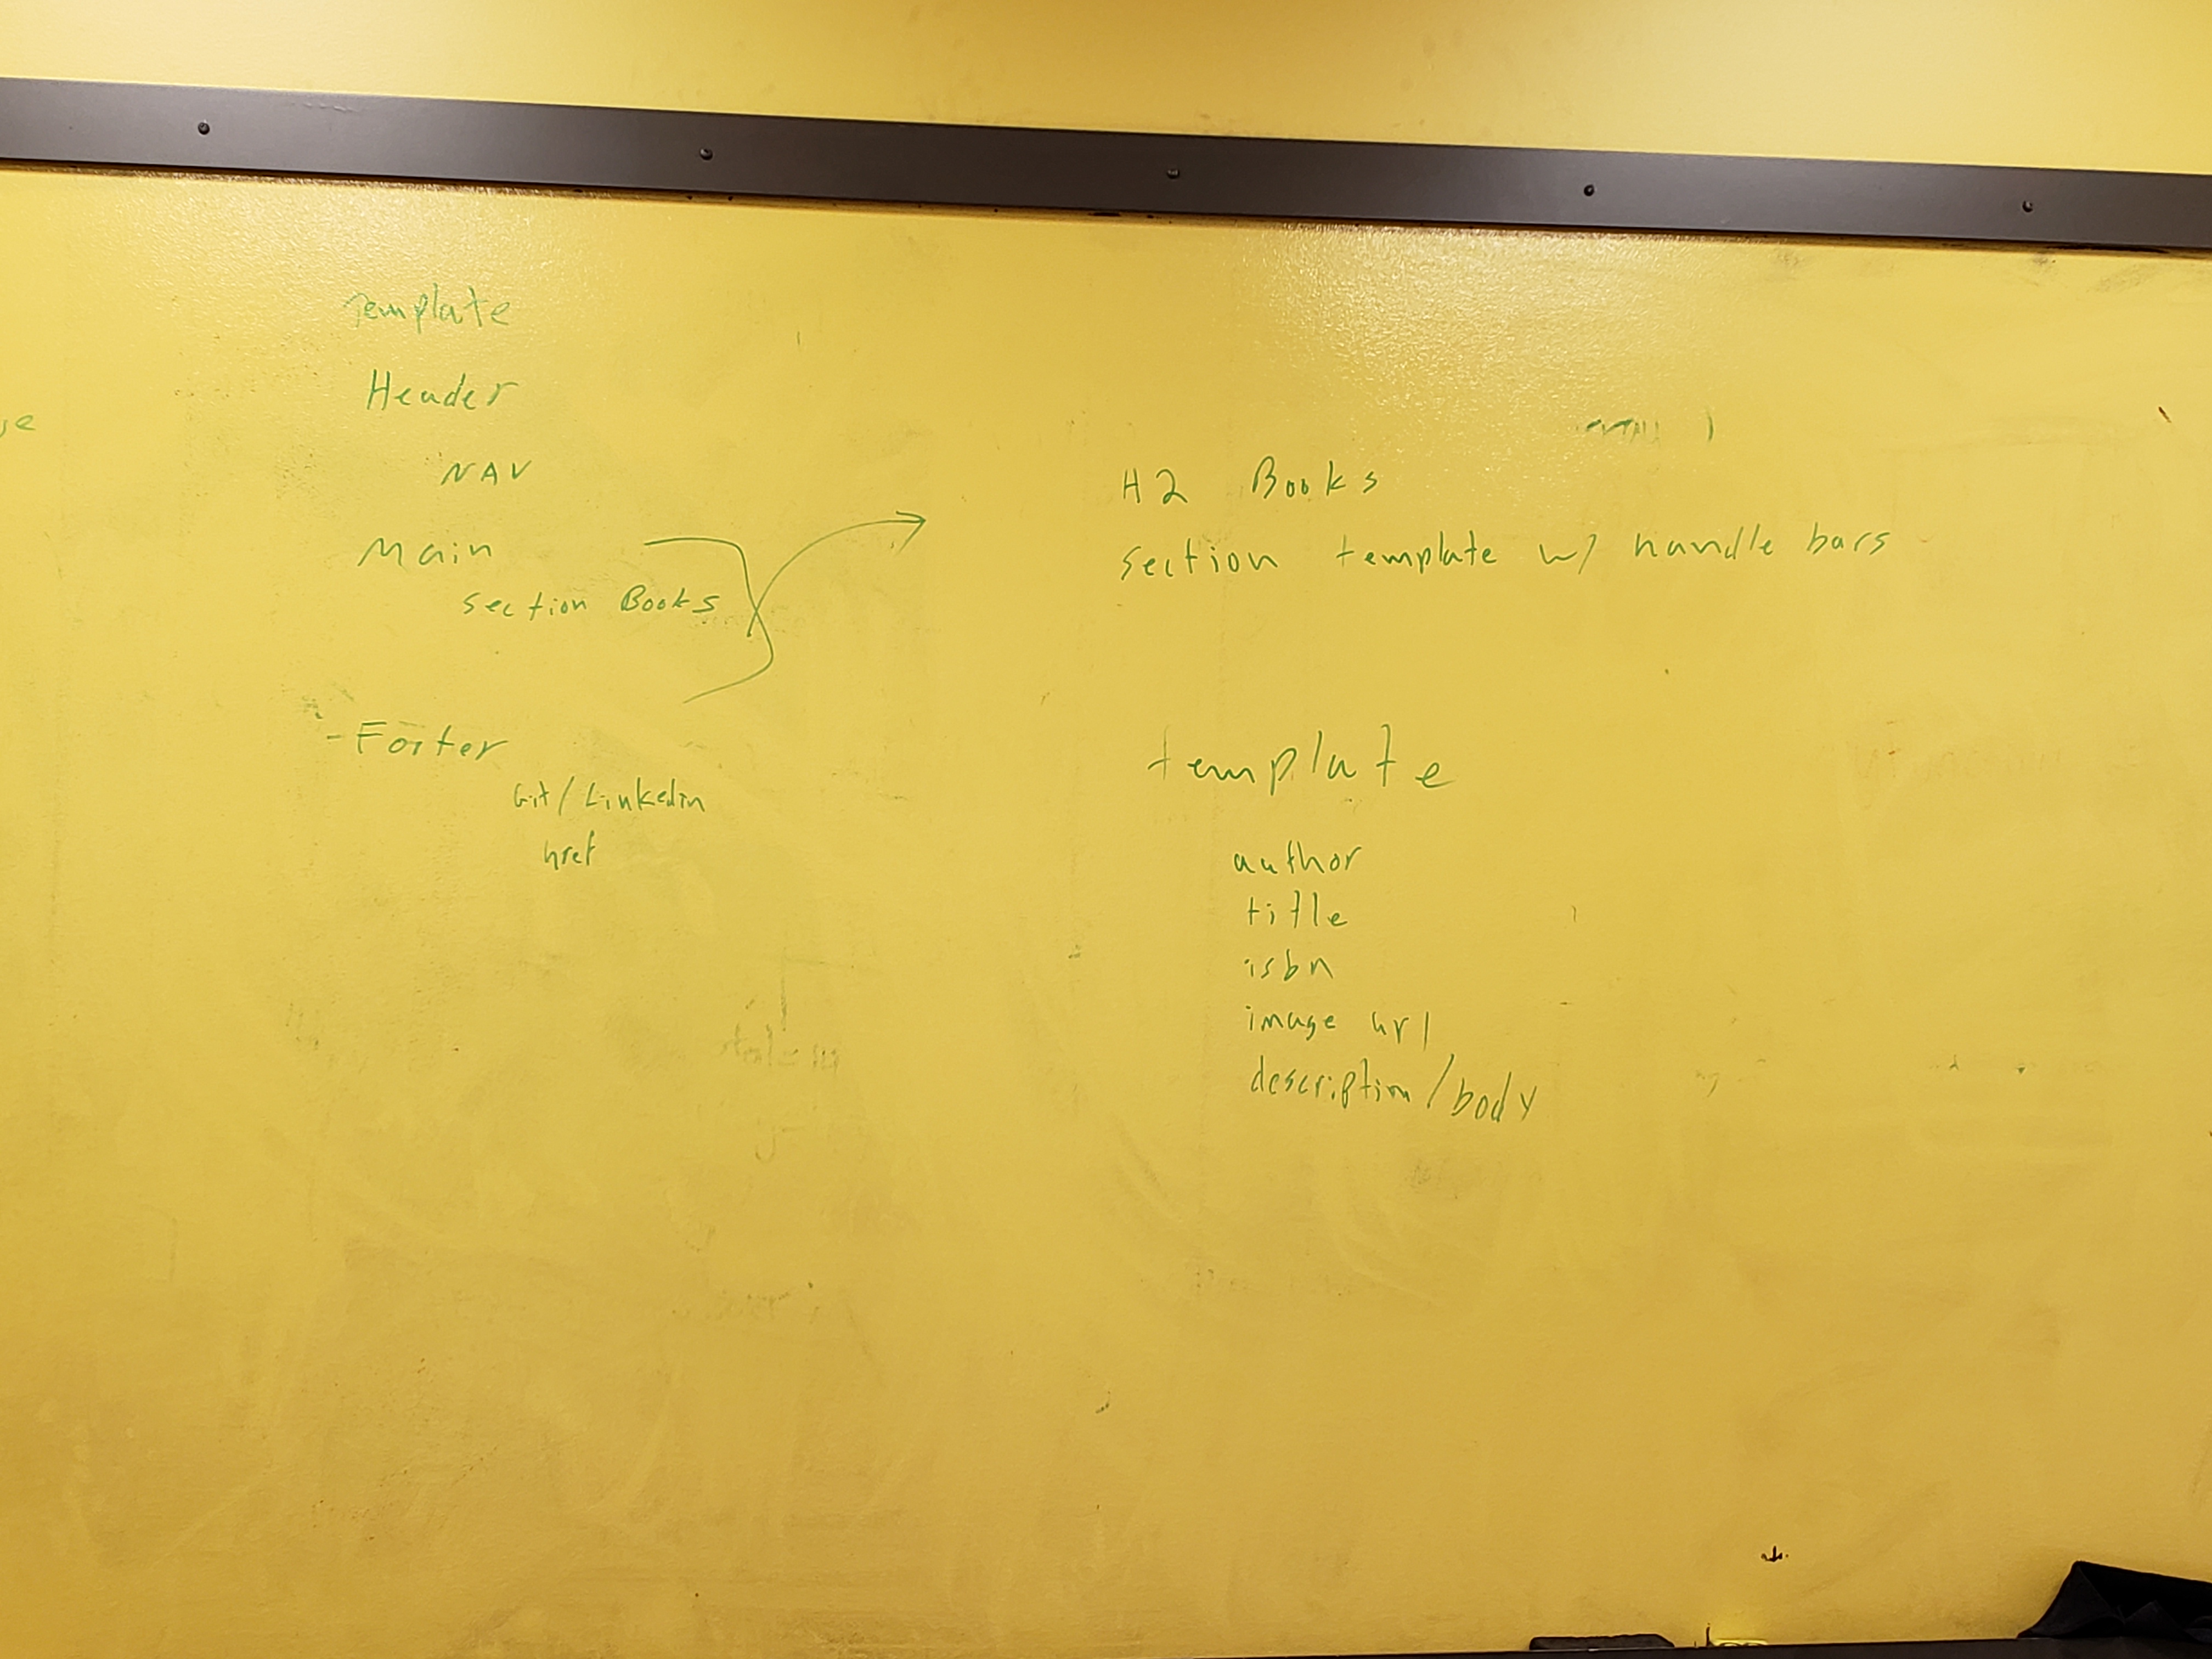 Template
Header
NAV
Main
section Books
- Footer
Git/Linkedin
href
H2 Books
section template w/ handle bars
template
author
title
isbn
image url
description/body